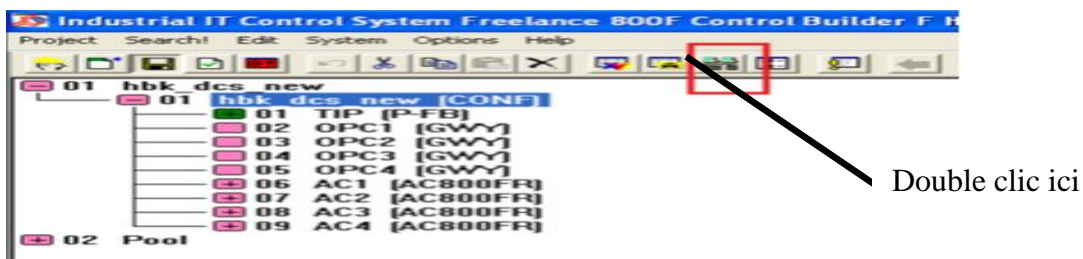 Industrial IT Control System Freelance 800F Control Builder F H
Project Search! Edit System Options Help
01 hbk_dcs_new
01 hbk_dcs_new [CONF]
01 TIP [P-FB]
02 OPC1 [GWY]
03 OPC2 [GWY]
04 OPC3 [GWY]
05 OPC4 [GWY]
06 AC1 [AC800FR]
07 AC2 [AC800FR]
08 AC3 [AC800FR]
09 AC4 [AC800FR]
02 Pool
Double clic ici